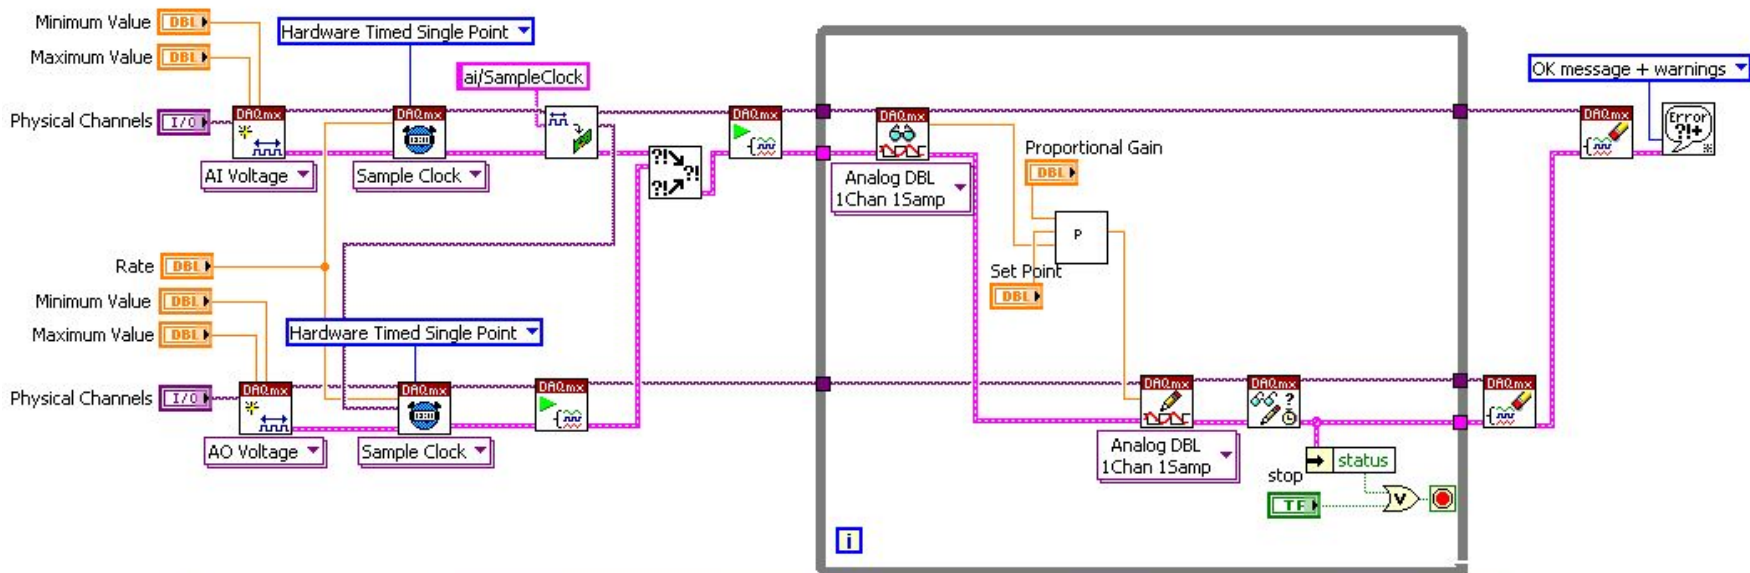 Minimum Value
DBL
Maximum Value
DBL
Physical Channels
I/O
DAQmx
AI Voltage
Hardware Timed Single Point
DAQmx
Sample Clock
ai/SampleClock
?!
?!
?!
DAQmx
DAQmx
Analog DBL
1Chan 1Samp
Proportional Gain
DBL
P
Set Point
DBL
OK message + warnings
DAQmx
Error
?!+
Rate
DBL
Minimum Value
DBL
Maximum Value
DBL
Physical Channels
I/O
DAQmx
AO Voltage
Hardware Timed Single Point
DAQmx
Sample Clock
DAQmx
DAQmx
Analog DBL
1Chan 1Samp
DAQmx
?
DAQmx
status
stop
TF
V
i